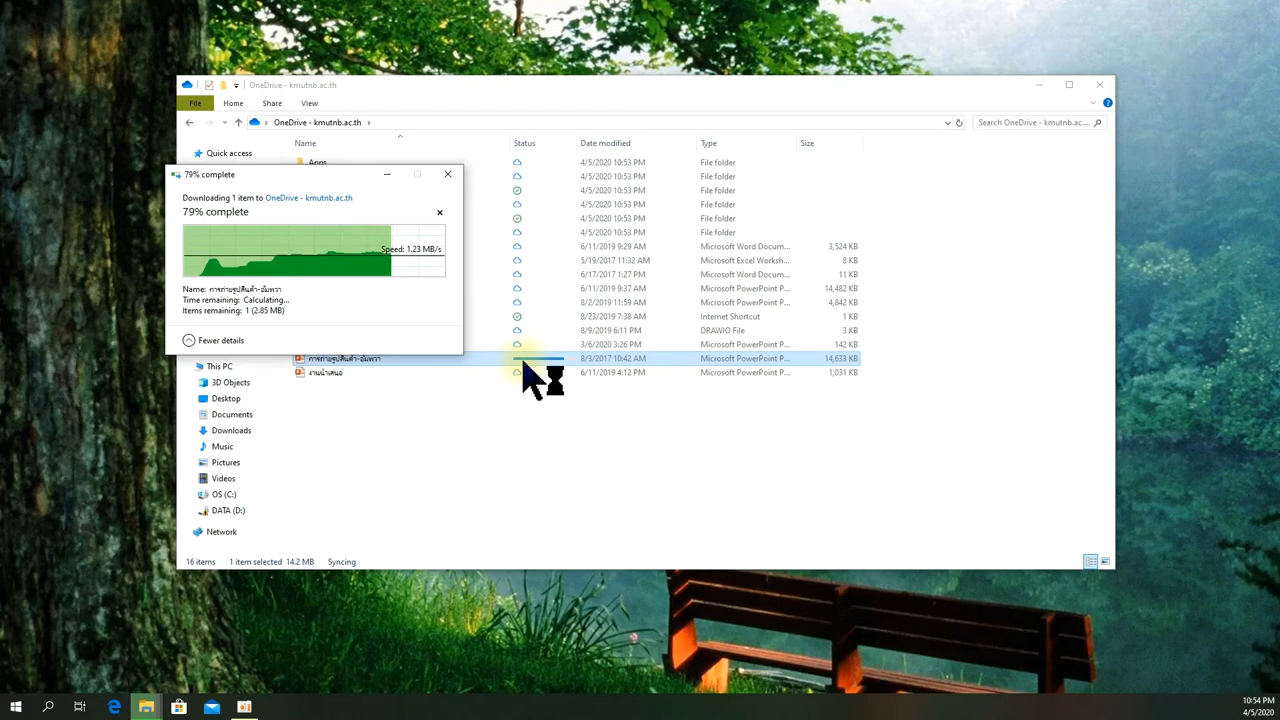 OneDrive - kmutnb.ac.th
File Home Share View
OneDrive - kmutnb.ac.th
Search OneDrive - kmutnb.ac....
Name Status Date modified Type Size
Quick access
Apps 4/5/2020 10:53 PM File folder
4/5/2020 10:53 PM File folder
4/5/2020 10:53 PM File folder
4/5/2020 10:53 PM File folder
4/5/2020 10:53 PM File folder
4/5/2020 10:53 PM File folder
6/11/2019 9:29 AM Microsoft Word Docum... 3,524 KB
5/19/2017 11:32 AM Microsoft Excel Worksh... 8 KB
6/17/2017 1:27 PM Microsoft Word Docum... 11 KB
6/11/2019 9:37 AM Microsoft PowerPoint P... 14,482 KB
8/2/2019 11:59 AM Microsoft PowerPoint P... 4,842 KB
8/23/2019 7:38 AM Internet Shortcut 1 KB
8/9/2019 6:11 PM DRAWIO File 3 KB
3/6/2020 3:26 PM Microsoft PowerPoint P... 142 KB
การถ่ายรูปสินค้า-อัมพวา 8/3/2017 10:42 AM Microsoft PowerPoint P... 14,633 KB
งานนำเสนอ 6/11/2019 4:12 PM Microsoft PowerPoint P... 1,031 KB
79% complete
Downloading 1 item to OneDrive - kmutnb.ac.th
79% complete
Speed: 1.23 MB/s
Name: การถ่ายรูปสินค้า-อัมพวา
Time remaining: Calculating...
Items remaining: 1 (2.85 MB)
Fewer details
This PC
3D Objects
Desktop
Documents
Downloads
Music
Pictures
Videos
OS (C:)
DATA (D:)
Network
16 items 1 item selected 14.2 MB Syncing
10:54 PM
4/5/2020